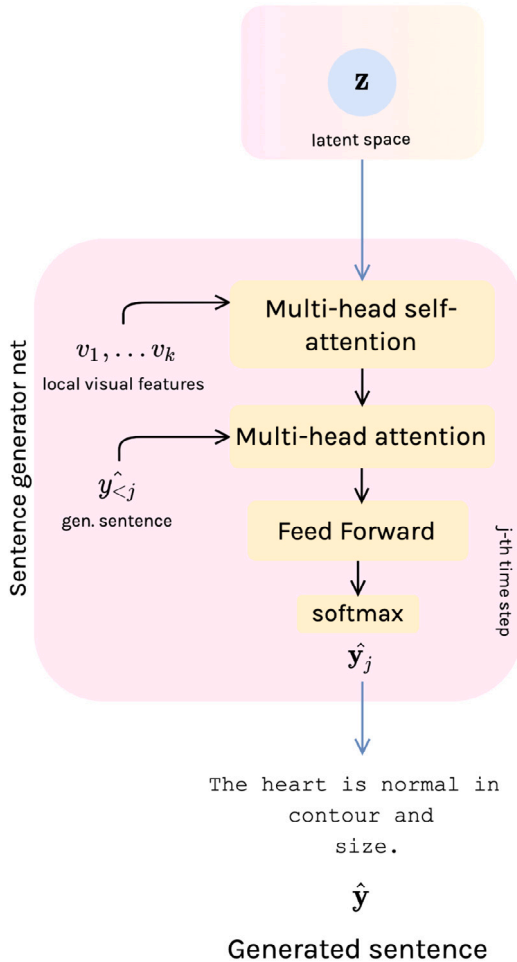 z
latent space
Sentence generator net
Multi-head self-
attention
v₁, … vₖ
local visual features
Multi-head attention
ŷ_{<j}
gen. sentence
Feed Forward
j-th time step
softmax
ŷⱼ
The heart is normal in
contour and
size.
ŷ
Generated sentence